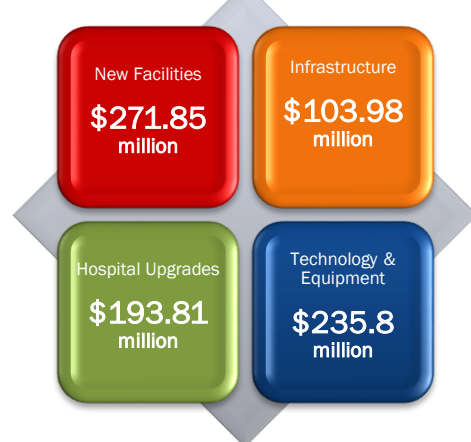 New Facilities
$271.85
million
Infrastructure
$103.98
million
Hospital Upgrades
$193.81
million
Technology &
Equipment
$235.8
million